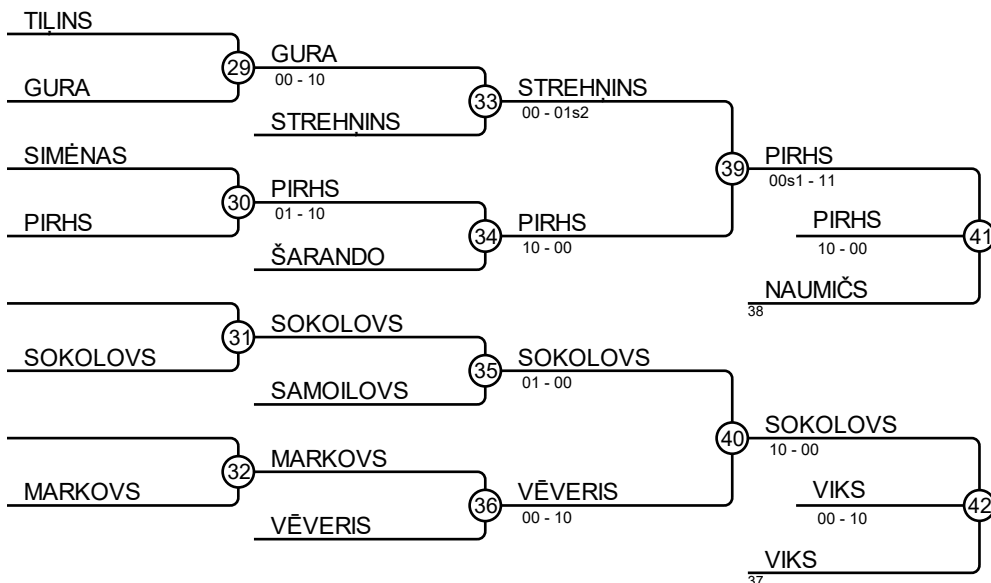 TIĻINS
29
GURA
00 - 10
GURA
33
STREHŅINS
00 - 01s2
STREHŅINS
SIMĖNAS
39
PIRHS
00s1 - 11
30
PIRHS
01 - 10
PIRHS
34
PIRHS
10 - 00
PIRHS
10 - 00
41
ŠARANDO
NAUMIČS
38
31
SOKOLOVS
SOKOLOVS
35
SOKOLOVS
01 - 00
SAMOILOVS
40
SOKOLOVS
10 - 00
32
MARKOVS
MARKOVS
36
VĒVERIS
00 - 10
VIKS
00 - 10
42
VĒVERIS
VIKS
37